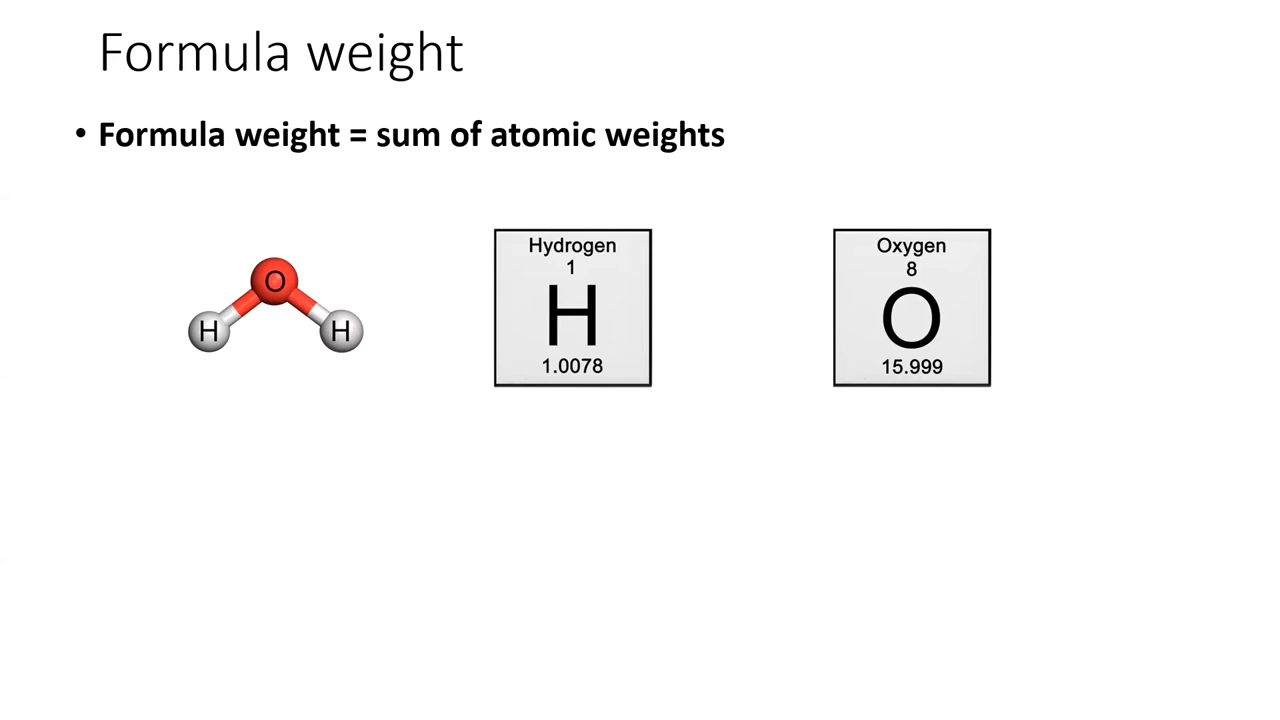 Formula weight
• Formula weight = sum of atomic weights
O
H H
Hydrogen
1
H
1.0078
Oxygen
8
O
15.999